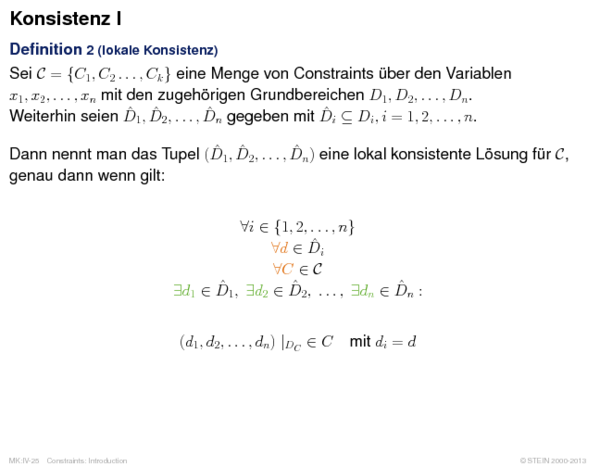 Konsistenz I
Definition 2 (lokale Konsistenz)
Sei 𝒞 = {C₁, C₂ …, Cₖ} eine Menge von Constraints über den Variablen
x₁, x₂, …, xₙ mit den zugehörigen Grundbereichen D₁, D₂, …, Dₙ.
Weiterhin seien D̂₁, D̂₂, …, D̂ₙ gegeben mit D̂ᵢ ⊆ Dᵢ, i = 1, 2, …, n.
Dann nennt man das Tupel (D̂₁, D̂₂, …, D̂ₙ) eine lokal konsistente Lösung für 𝒞,
genau dann wenn gilt:
∀i ∈ {1, 2, …, n}
∀d ∈ D̂ᵢ
∀C ∈ 𝒞
∃d₁ ∈ D̂₁, ∃d₂ ∈ D̂₂, …, ∃dₙ ∈ D̂ₙ :
(d₁, d₂, …, dₙ) |_{D_C} ∈ C mit dᵢ = d
MK:IV-25 Constraints: Introduction © STEIN 2000-2013